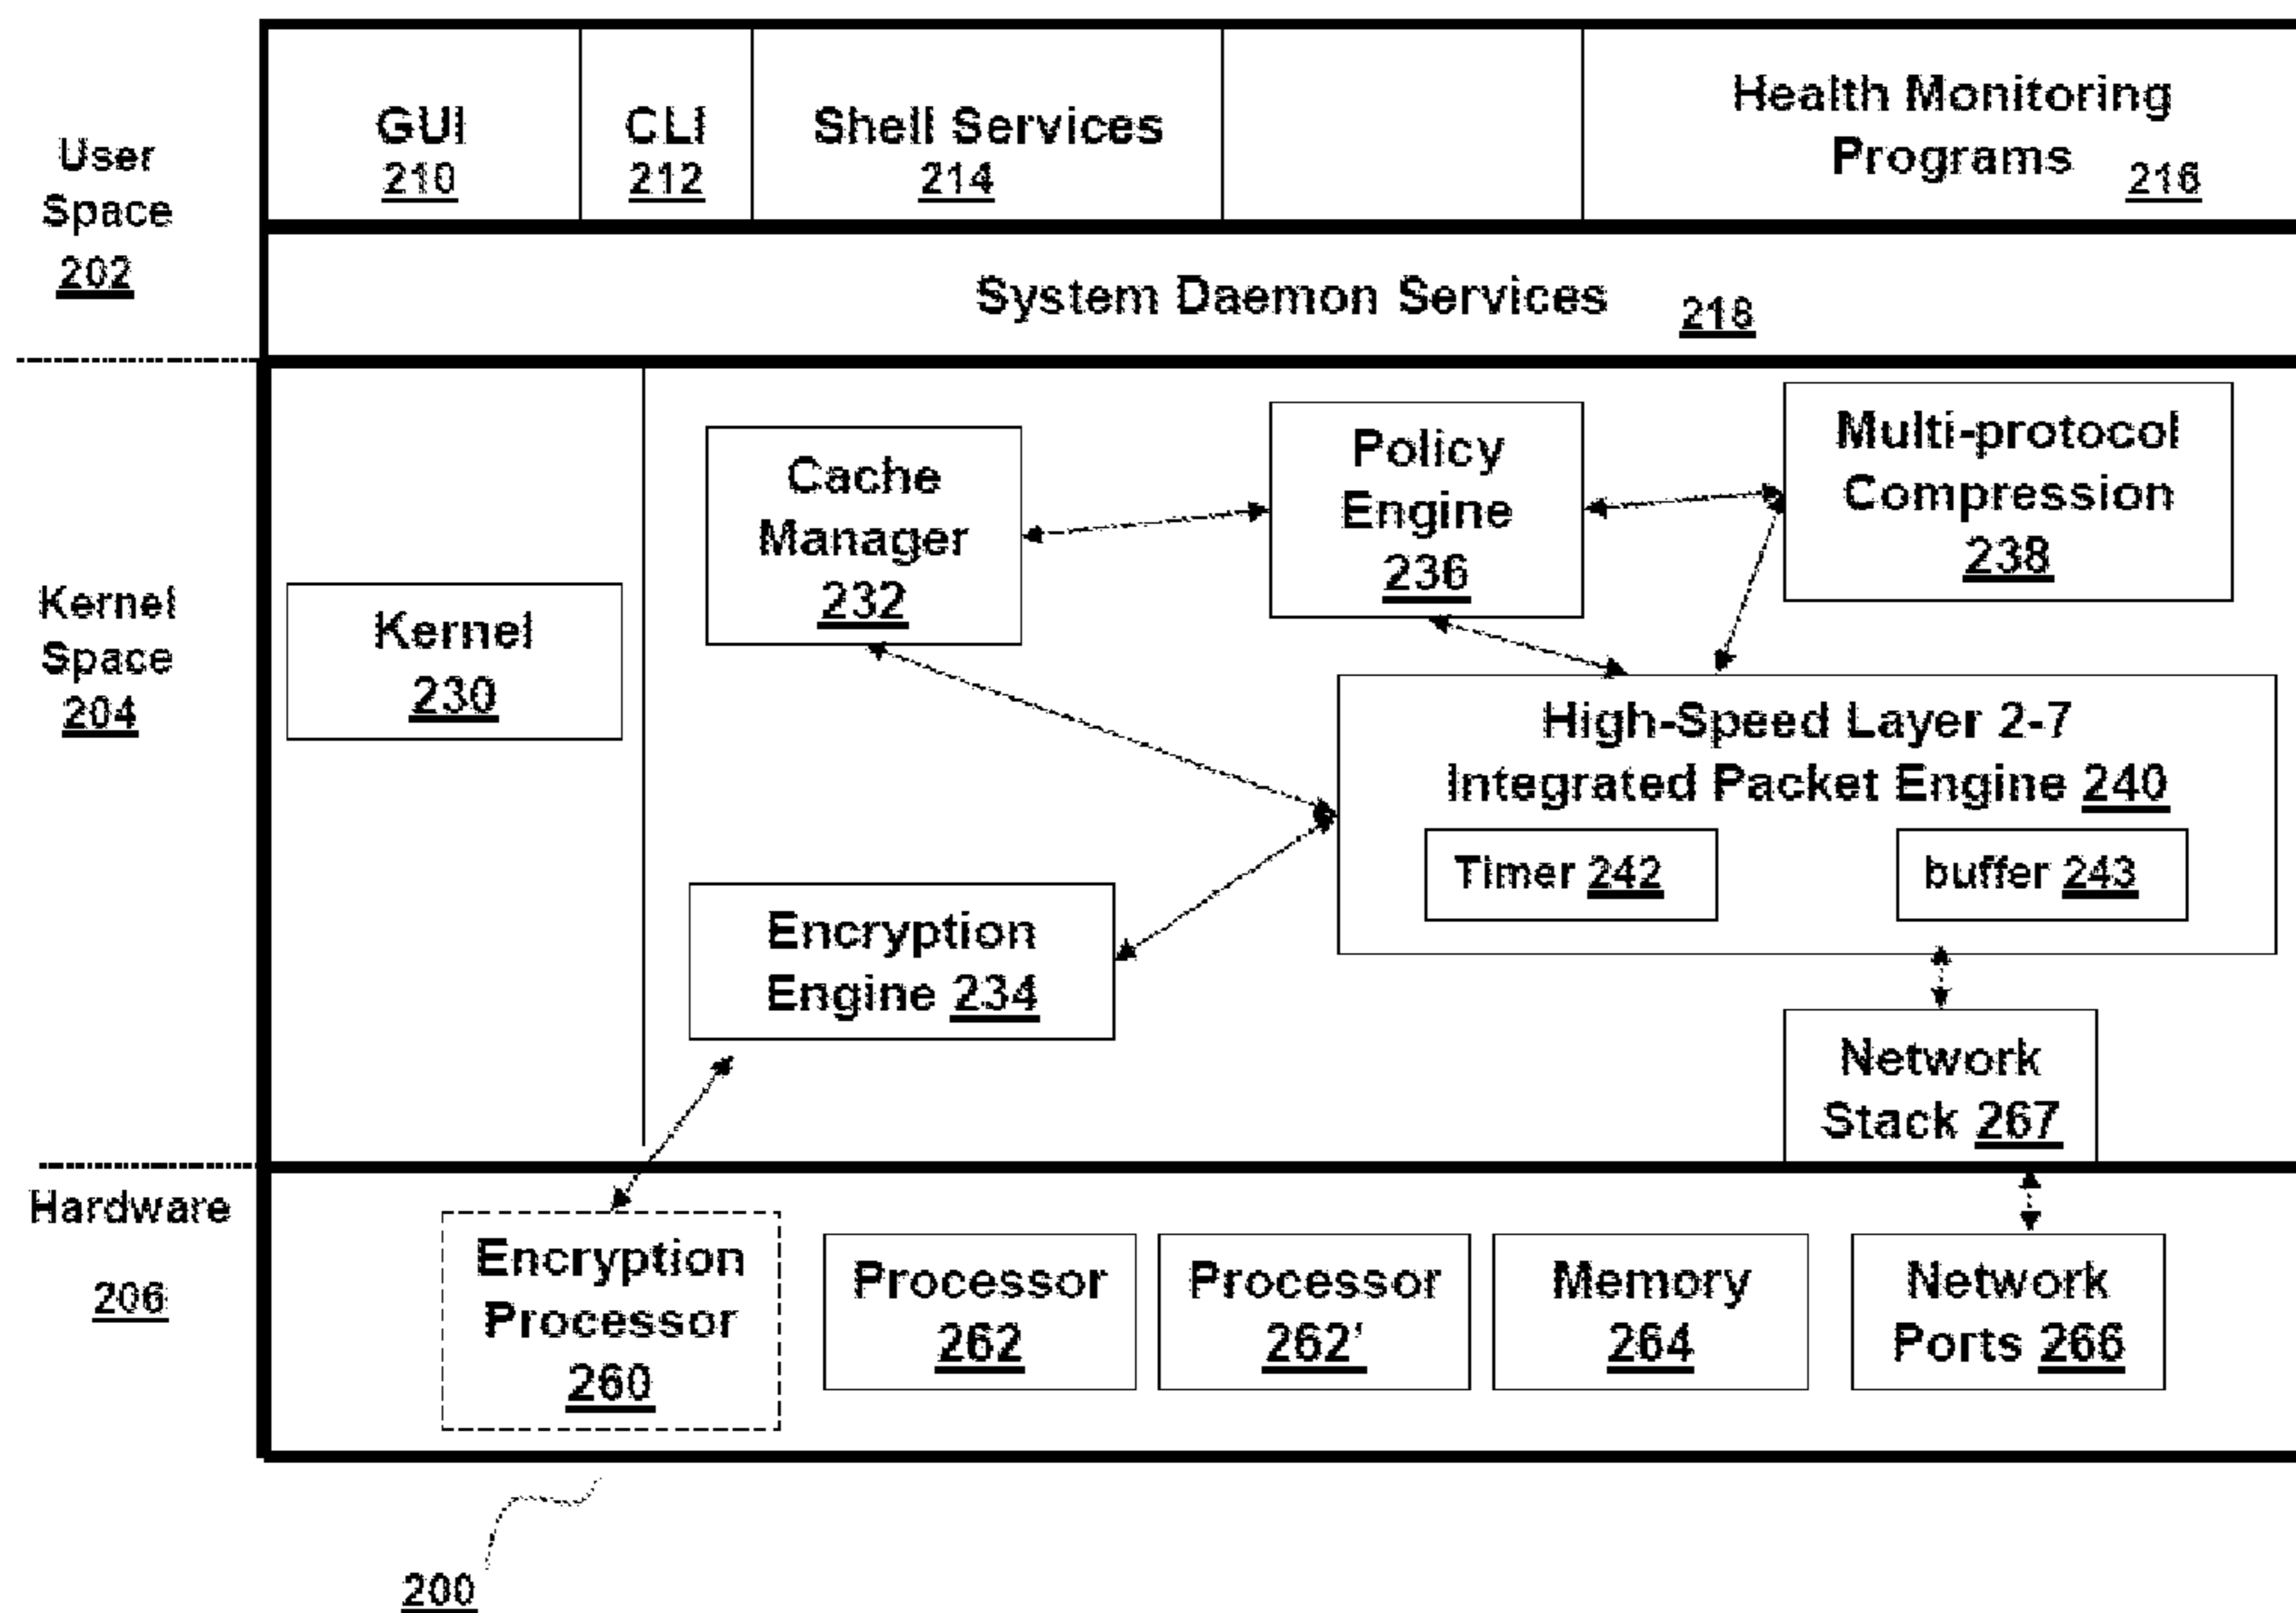 User
Space
202
GUI
210
CLI
212
Shell Services
214
Health Monitoring
Programs 216
System Daemon Services 218
Kernel
Space
204
Kernel
230
Cache
Manager
232
Policy
Engine
236
Multi-protocol
Compression
238
High-Speed Layer 2-7
Integrated Packet Engine 240
Timer 242
buffer 243
Encryption
Engine 234
Network
Stack 267
Hardware
206
Encryption
Processor
260
Processor
262
Processor
262'
Memory
264
Network
Ports 266
200